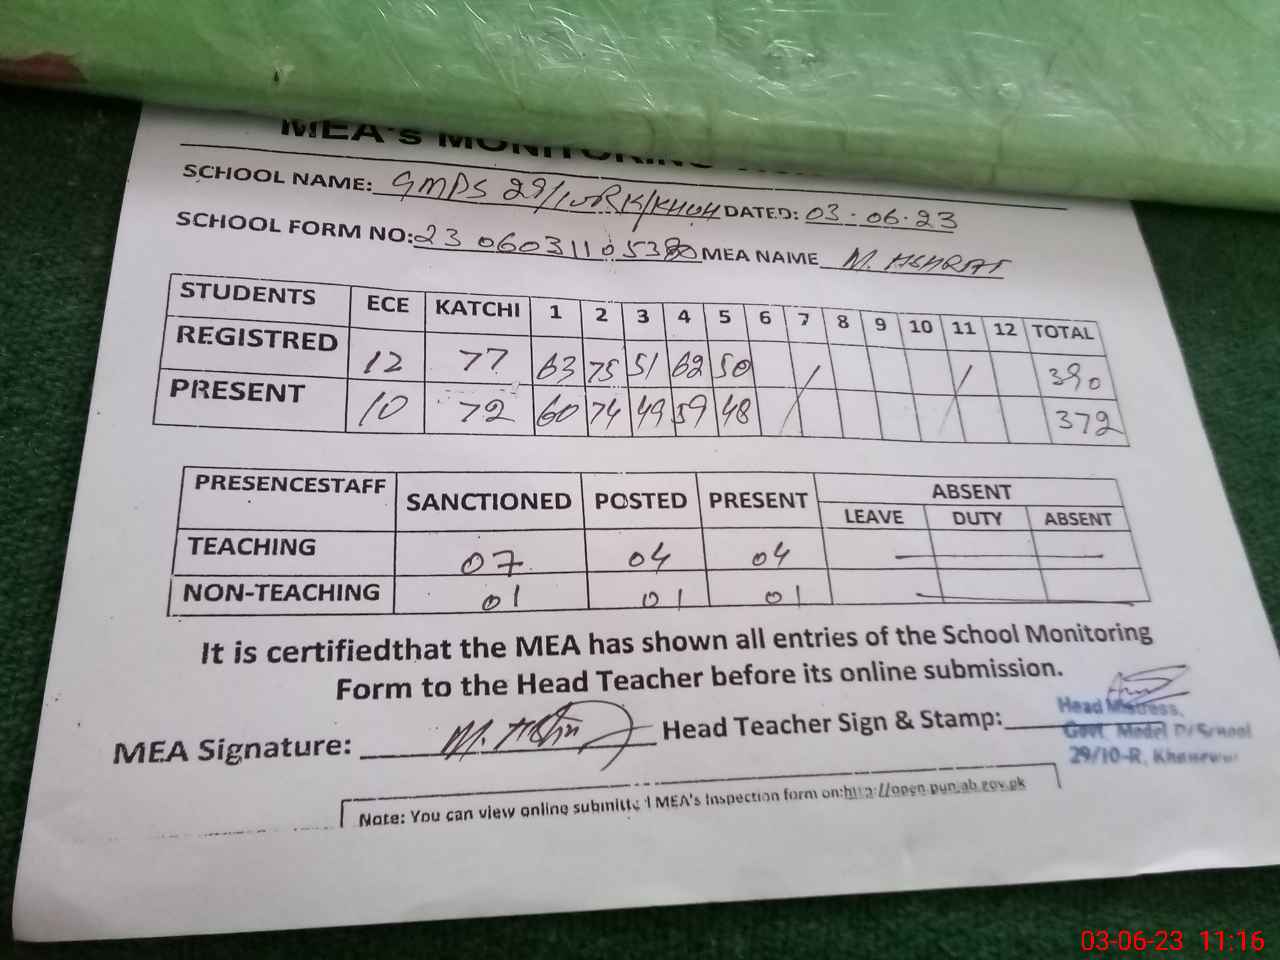 MEA's MONITORING
SCHOOL NAME: GMPS 29/10R K/KHUH DATED: 03.06.23
SCHOOL FORM NO: 23 0603110 5380 MEA NAME M. ASHRAF
STUDENTS ECE KATCHI 1 2 3 4 5 6 7 8 9 10 11 12 TOTAL
REGISTRED 12 77 63 75 51 62 50 / / 390
PRESENT 10 72 60 74 49 59 48 372
PRESENCESTAFF SANCTIONED POSTED PRESENT ABSENT
LEAVE DUTY ABSENT
TEACHING 07 04 04
NON-TEACHING 01 01 01
It is certifiedthat the MEA has shown all entries of the School Monitoring
Form to the Head Teacher before its online submission.
MEA Signature: M. Head Teacher Sign & Stamp:
Head Mistress,
Govt. Model P/School
29/10-R, Khanewal
Note: You can view online submitted MEA's Inspection form on:http://open.punjab.gov.pk
03-06-23 11:16